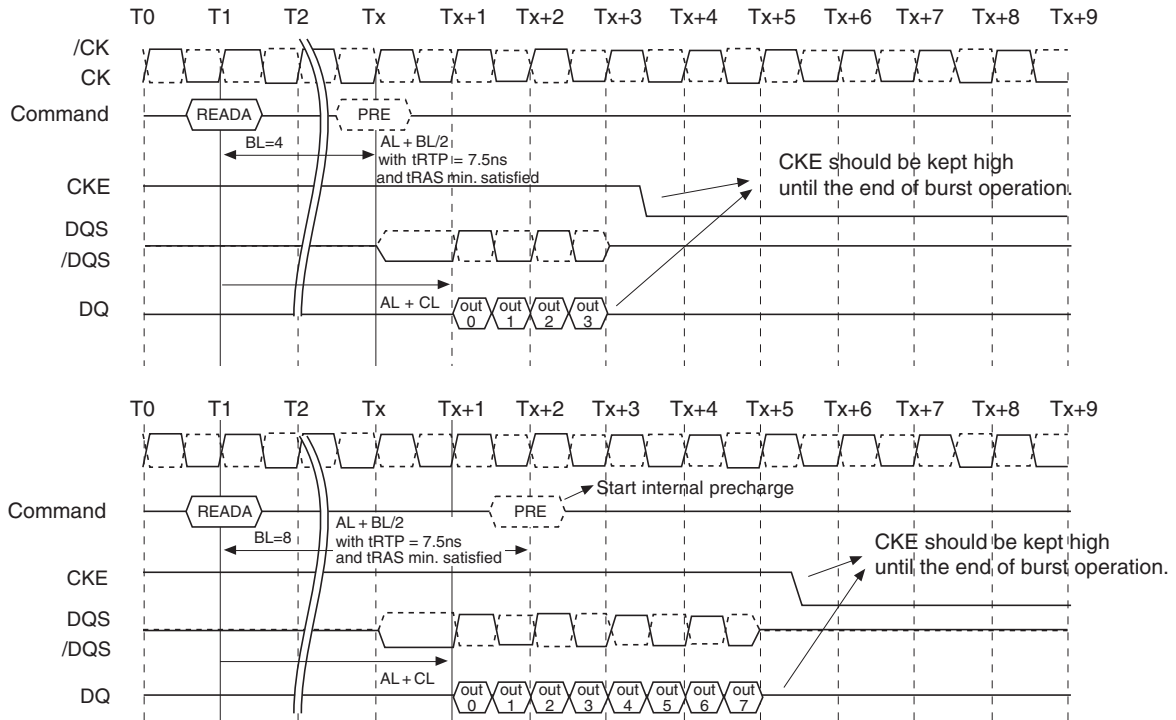 T0 T1 T2 Tx Tx+1 Tx+2 Tx+3 Tx+4 Tx+5 Tx+6 Tx+7 Tx+8 Tx+9
/CK
CK
Command READA PRE
BL=4 AL + BL/2
with tRTP = 7.5ns
and tRAS min. satisfied
CKE should be kept high
until the end of burst operation.
CKE
DQS
/DQS
AL + CL
DQ out 0 out 1 out 2 out 3
T0 T1 T2 Tx Tx+1 Tx+2 Tx+3 Tx+4 Tx+5 Tx+6 Tx+7 Tx+8 Tx+9
Start internal precharge
Command READA PRE
BL=8 AL + BL/2
with tRTP = 7.5ns
and tRAS min. satisfied
CKE should be kept high
until the end of burst operation.
CKE
DQS
/DQS
AL + CL
DQ out 0 out 1 out 2 out 3 out 4 out 5 out 6 out 7